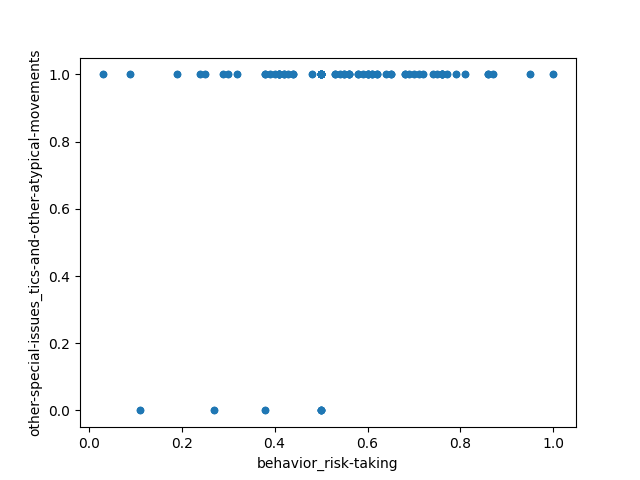 other-special-issues_tics-and-other-atypical-movements
1.0
0.8
0.6
0.4
0.2
0.0
0.0 0.2 0.4 0.6 0.8 1.0
behavior_risk-taking